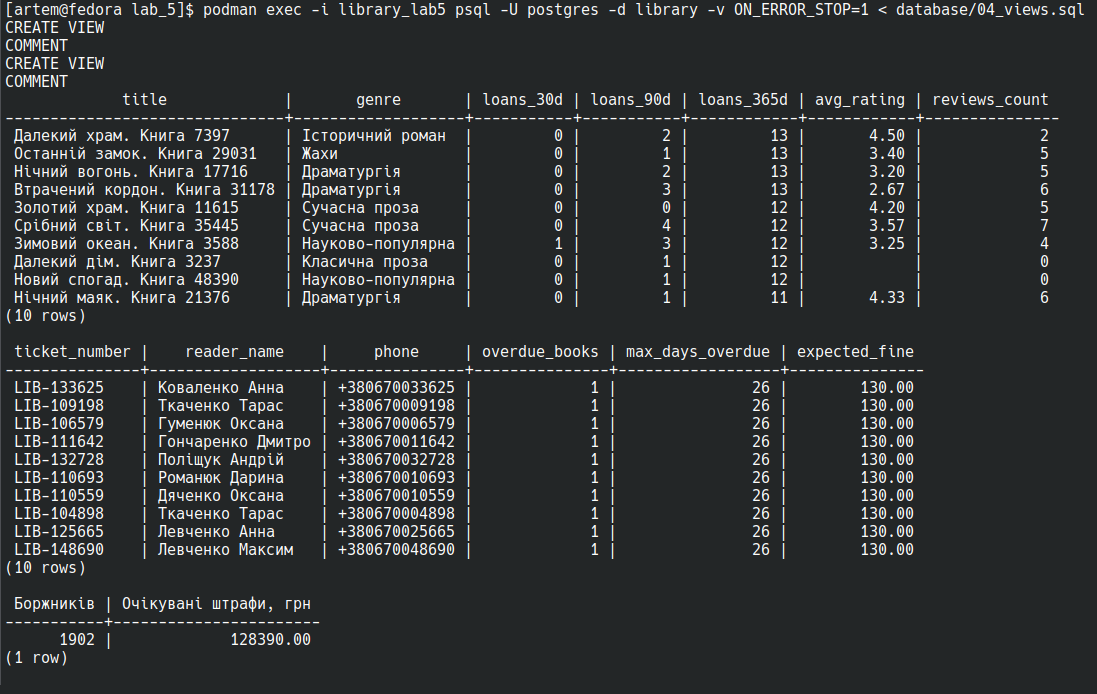 [artem@fedora lab_5]$ podman exec -i library_lab5 psql -U postgres -d library -v ON_ERROR_STOP=1 < database/04_views.sql
CREATE VIEW
COMMENT
CREATE VIEW
COMMENT
title | genre | loans_30d | loans_90d | loans_365d | avg_rating | reviews_count
-------------------------------+-------------------+-----------+-----------+------------+------------+---------------
Далекий храм. Книга 7397 | Історичний роман | 0 | 2 | 13 | 4.50 | 2
Останній замок. Книга 29031 | Жахи | 0 | 1 | 13 | 3.40 | 5
Нічний вогонь. Книга 17716 | Драматургія | 0 | 2 | 13 | 3.20 | 5
Втрачений кордон. Книга 31178 | Драматургія | 0 | 3 | 13 | 2.67 | 6
Золотий храм. Книга 11615 | Сучасна проза | 0 | 0 | 12 | 4.20 | 5
Срібний світ. Книга 35445 | Сучасна проза | 0 | 4 | 12 | 3.57 | 7
Зимовий океан. Книга 3588 | Науково-популярна | 1 | 3 | 12 | 3.25 | 4
Далекий дім. Книга 3237 | Класична проза | 0 | 1 | 12 | | 0
Новий спогад. Книга 48390 | Науково-популярна | 0 | 1 | 12 | | 0
Нічний маяк. Книга 21376 | Драматургія | 0 | 1 | 11 | 4.33 | 6
(10 rows)
ticket_number | reader_name | phone | overdue_books | max_days_overdue | expected_fine
---------------+-------------------+---------------+---------------+------------------+---------------
LIB-133625 | Коваленко Анна | +380670033625 | 1 | 26 | 130.00
LIB-109198 | Ткаченко Тарас | +380670009198 | 1 | 26 | 130.00
LIB-106579 | Гуменюк Оксана | +380670006579 | 1 | 26 | 130.00
LIB-111642 | Гончаренко Дмитро | +380670011642 | 1 | 26 | 130.00
LIB-132728 | Поліщук Андрій | +380670032728 | 1 | 26 | 130.00
LIB-110693 | Романюк Дарина | +380670010693 | 1 | 26 | 130.00
LIB-110559 | Дяченко Оксана | +380670010559 | 1 | 26 | 130.00
LIB-104898 | Ткаченко Тарас | +380670004898 | 1 | 26 | 130.00
LIB-125665 | Левченко Анна | +380670025665 | 1 | 26 | 130.00
LIB-148690 | Левченко Максим | +380670048690 | 1 | 26 | 130.00
(10 rows)
Боржників | Очікувані штрафи, грн
-----------+-----------------------
1902 | 128390.00
(1 row)